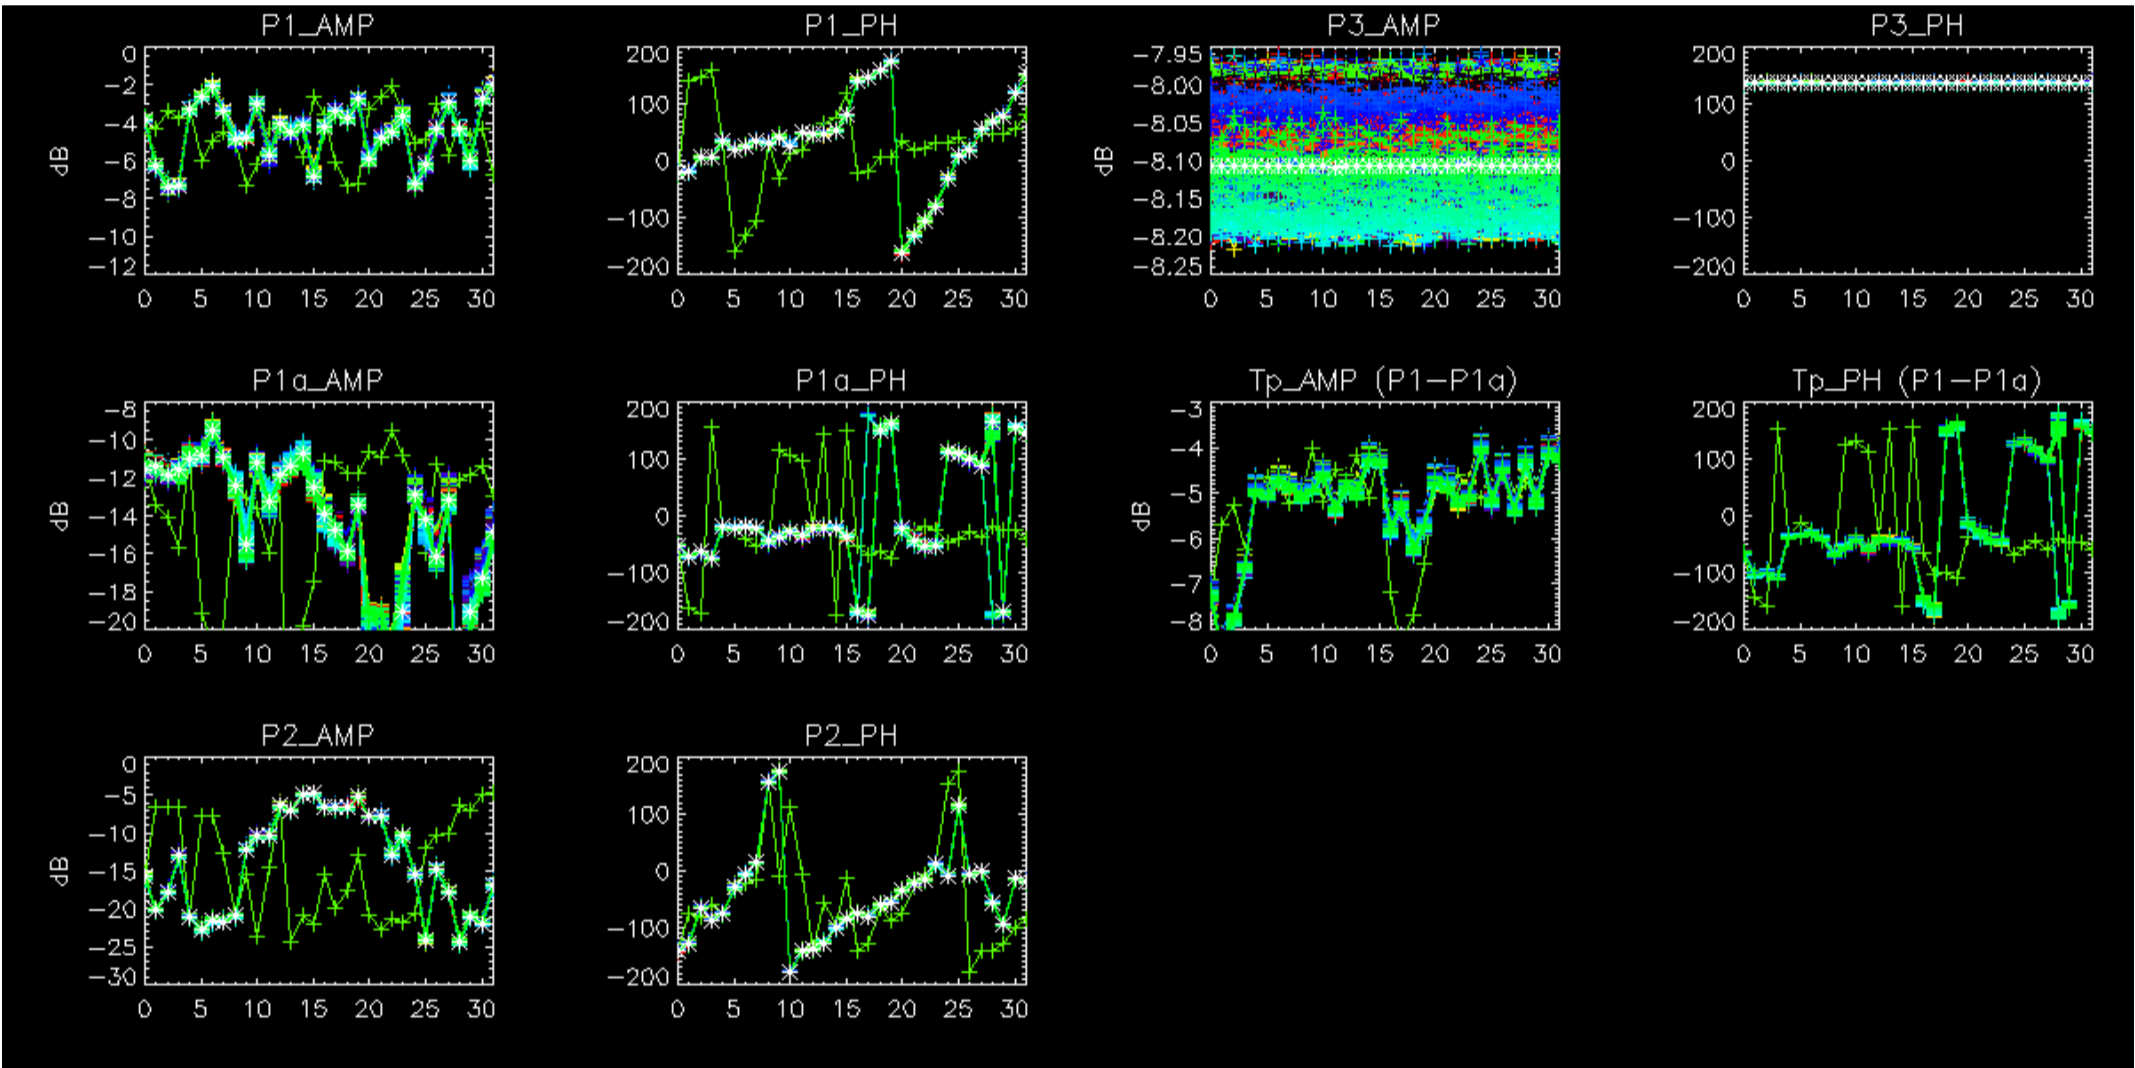 P1_AMP
dB
0
−2
−4
−6
−8
−10
−12
0 5 10 15 20 25 30
P1_PH
200
100
0
−100
−200
0 5 10 15 20 25 30
P3_AMP
dB
−7.95
−8.00
−8.05
−8.10
−8.15
−8.20
−8.25
0 5 10 15 20 25 30
P3_PH
200
100
0
−100
−200
0 5 10 15 20 25 30
P1a_AMP
dB
−8
−10
−12
−14
−16
−18
−20
0 5 10 15 20 25 30
P1a_PH
200
100
0
−100
−200
0 5 10 15 20 25 30
Tp_AMP (P1−P1a)
dB
−3
−4
−5
−6
−7
−8
0 5 10 15 20 25 30
Tp_PH (P1−P1a)
200
100
0
−100
−200
0 5 10 15 20 25 30
P2_AMP
dB
0
−5
−10
−15
−20
−25
−30
0 5 10 15 20 25 30
P2_PH
200
100
0
−100
−200
0 5 10 15 20 25 30